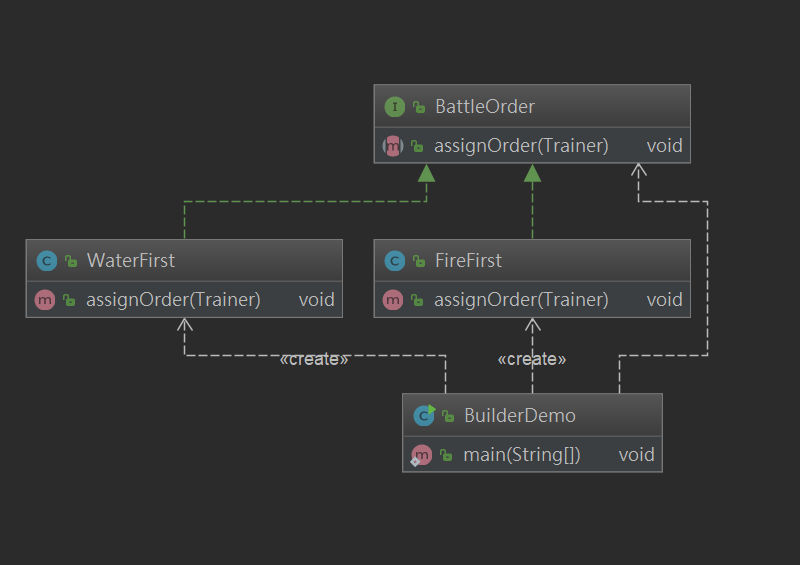 I BattleOrder
m assignOrder(Trainer) void
C WaterFirst
m assignOrder(Trainer) void
C FireFirst
m assignOrder(Trainer) void
«create»
«create»
C BuilderDemo
m main(String[]) void